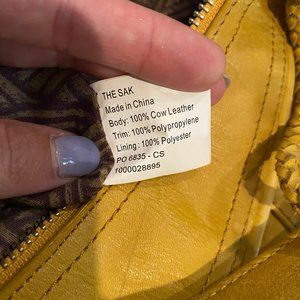 THE SAK
Made in China
Body: 100% Cow Leather
Trim: 100% Polypropylene
Lining: 100% Polyester
PO 6835 - CS
1000028895